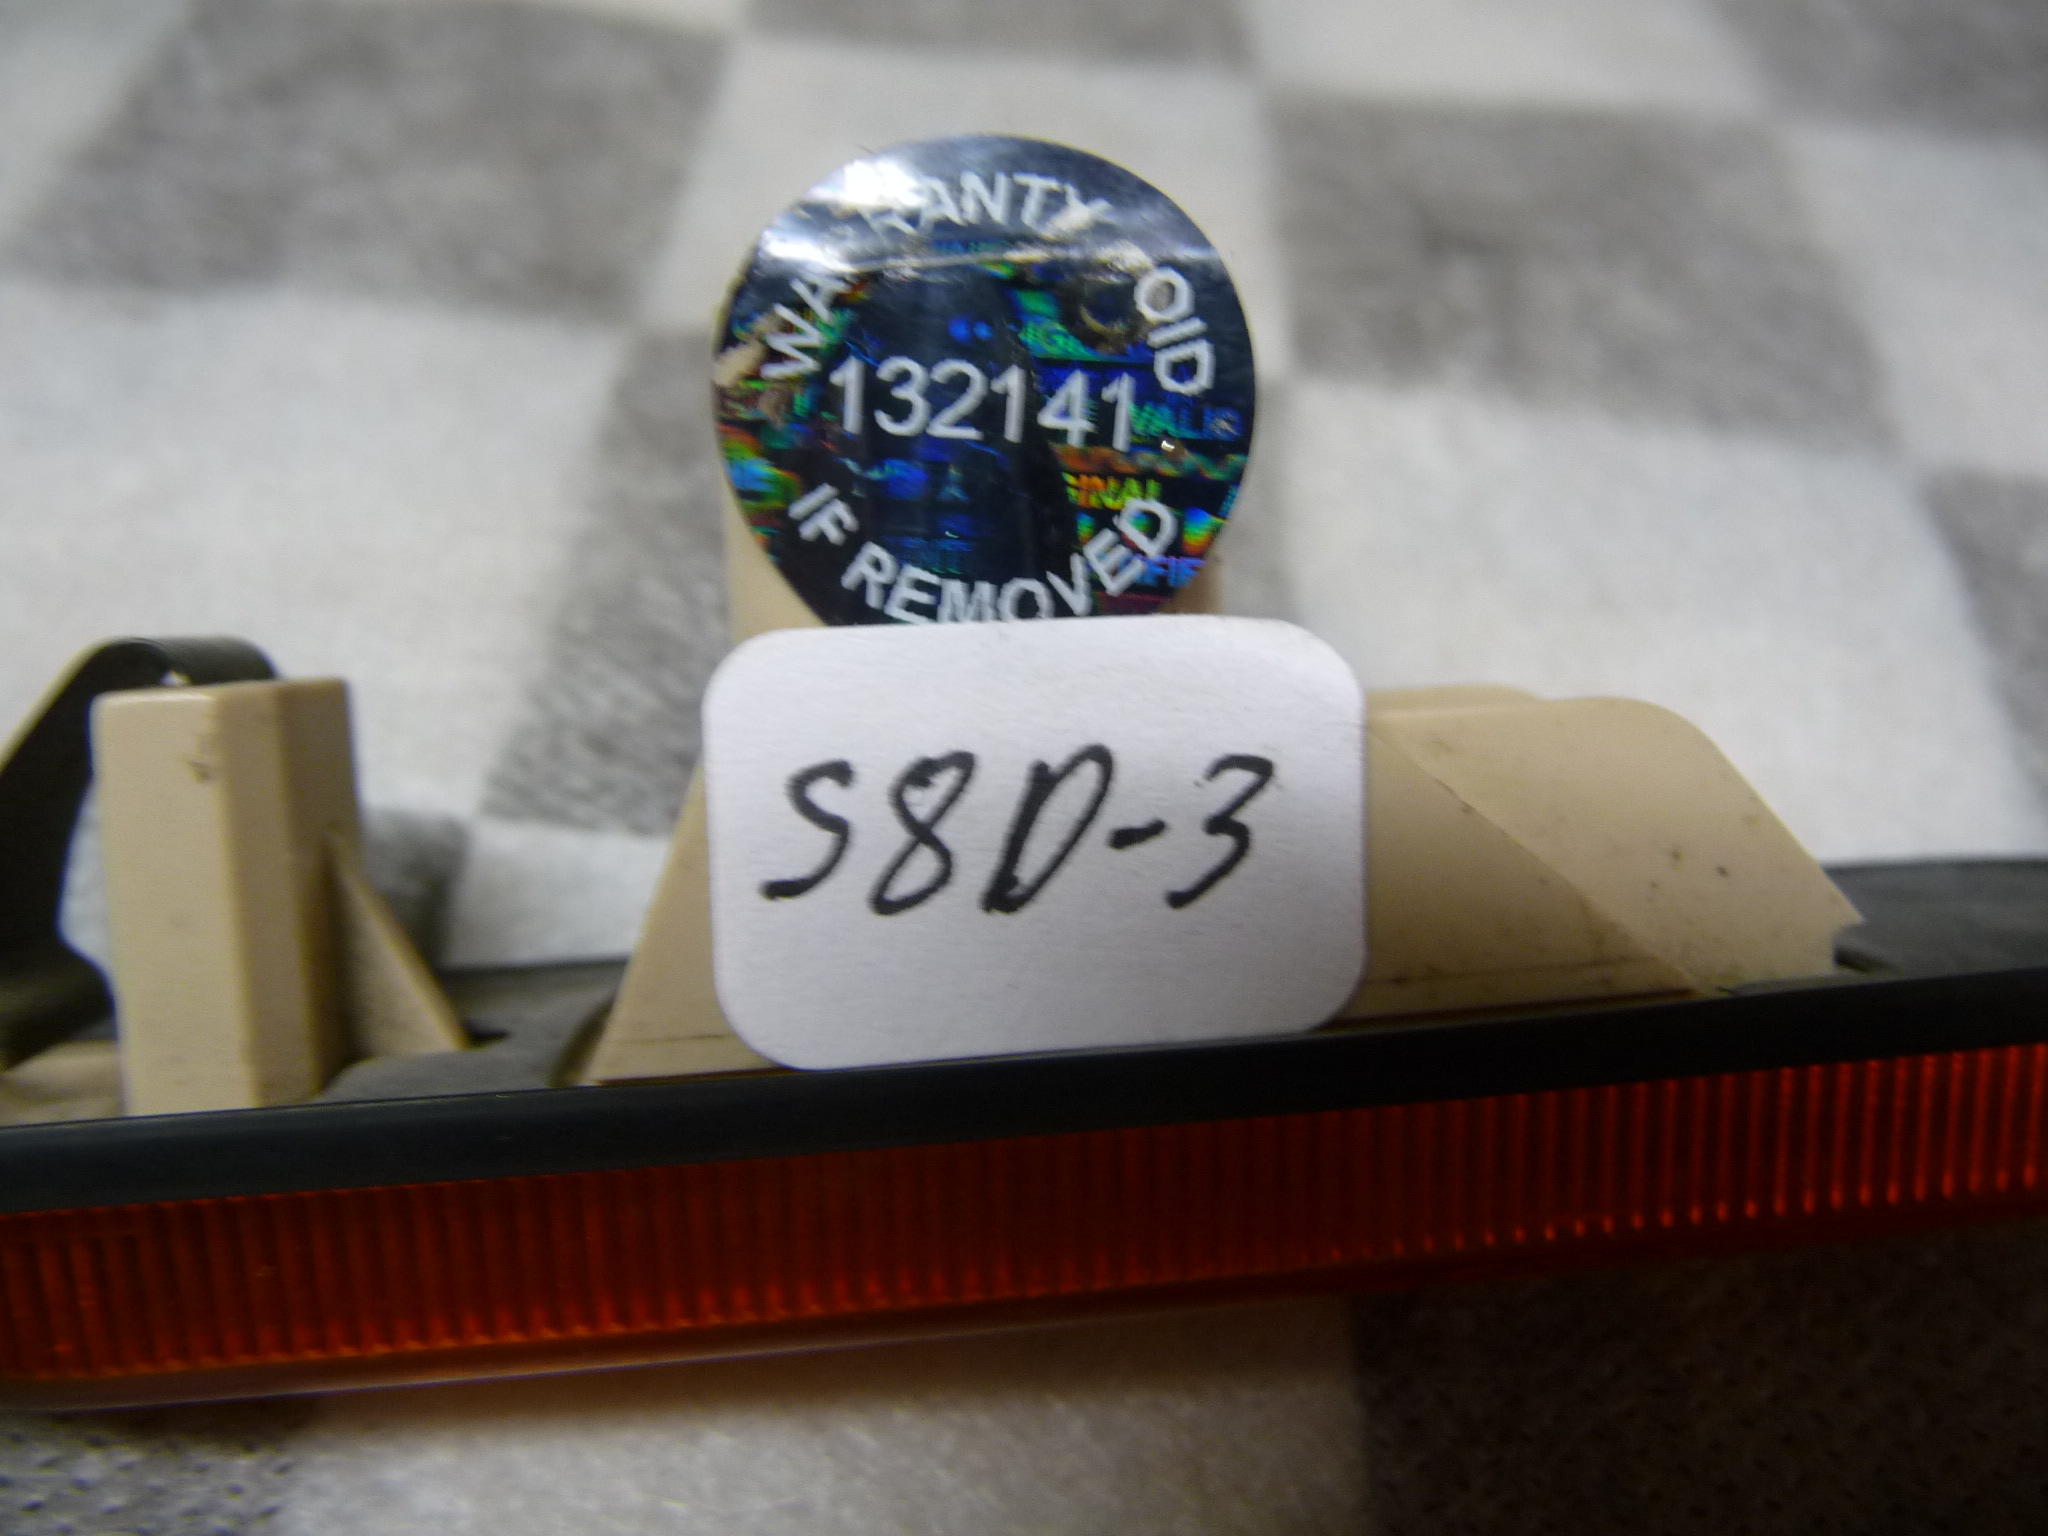 WARRANTY VOID
132141
IF REMOVED
S8D-3